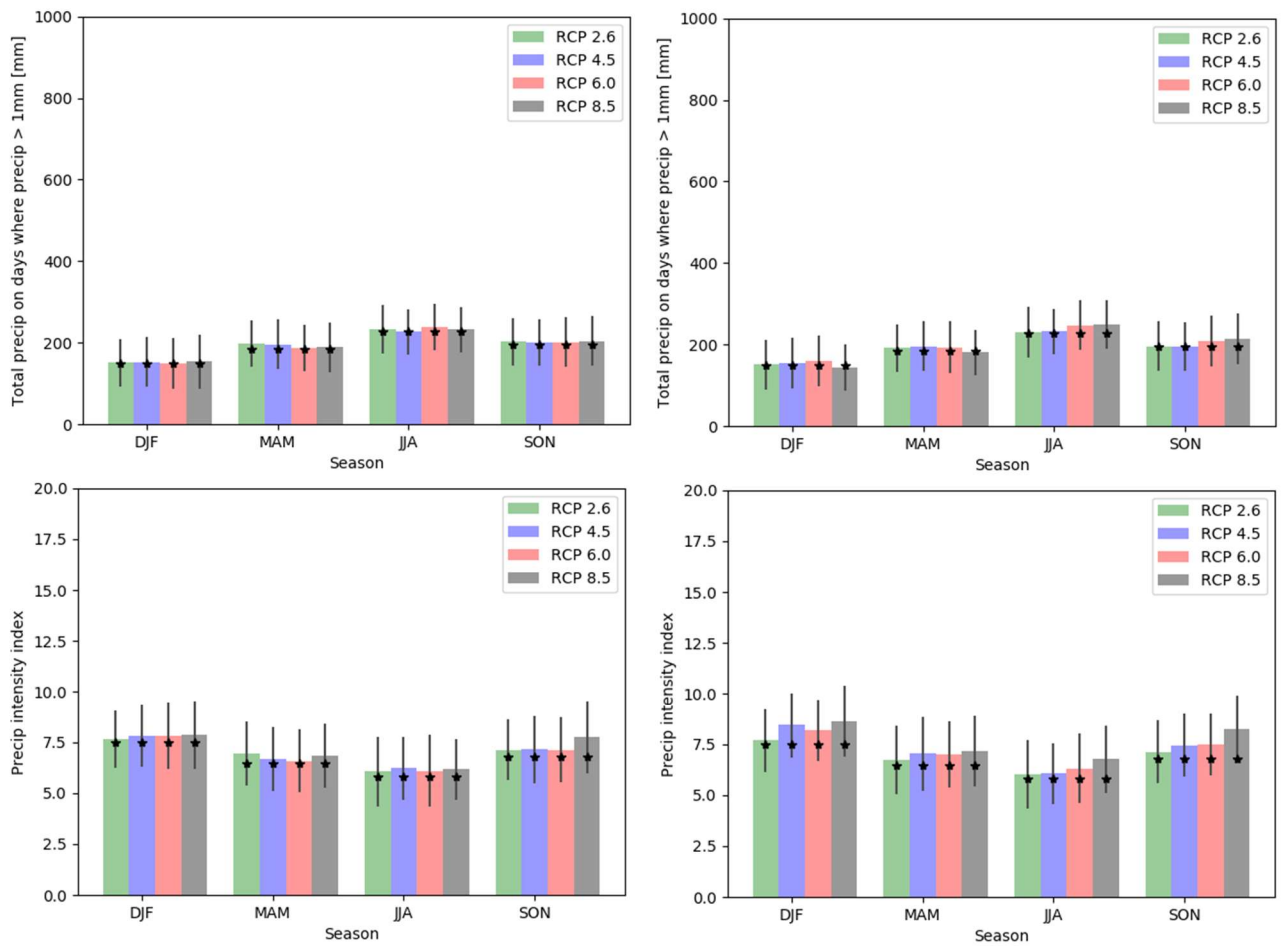 Total precip on days where precip > 1mm [mm]
1000
800
600
400
200
0
RCP 2.6
RCP 4.5
RCP 6.0
RCP 8.5
DJF MAM JJA SON
Season
Total precip on days where precip > 1mm [mm]
1000
800
600
400
200
0
RCP 2.6
RCP 4.5
RCP 6.0
RCP 8.5
DJF MAM JJA SON
Season
Precip intensity index
20.0
17.5
15.0
12.5
10.0
7.5
5.0
2.5
0.0
RCP 2.6
RCP 4.5
RCP 6.0
RCP 8.5
DJF MAM JJA SON
Season
Precip intensity index
20.0
17.5
15.0
12.5
10.0
7.5
5.0
2.5
0.0
RCP 2.6
RCP 4.5
RCP 6.0
RCP 8.5
DJF MAM JJA SON
Season